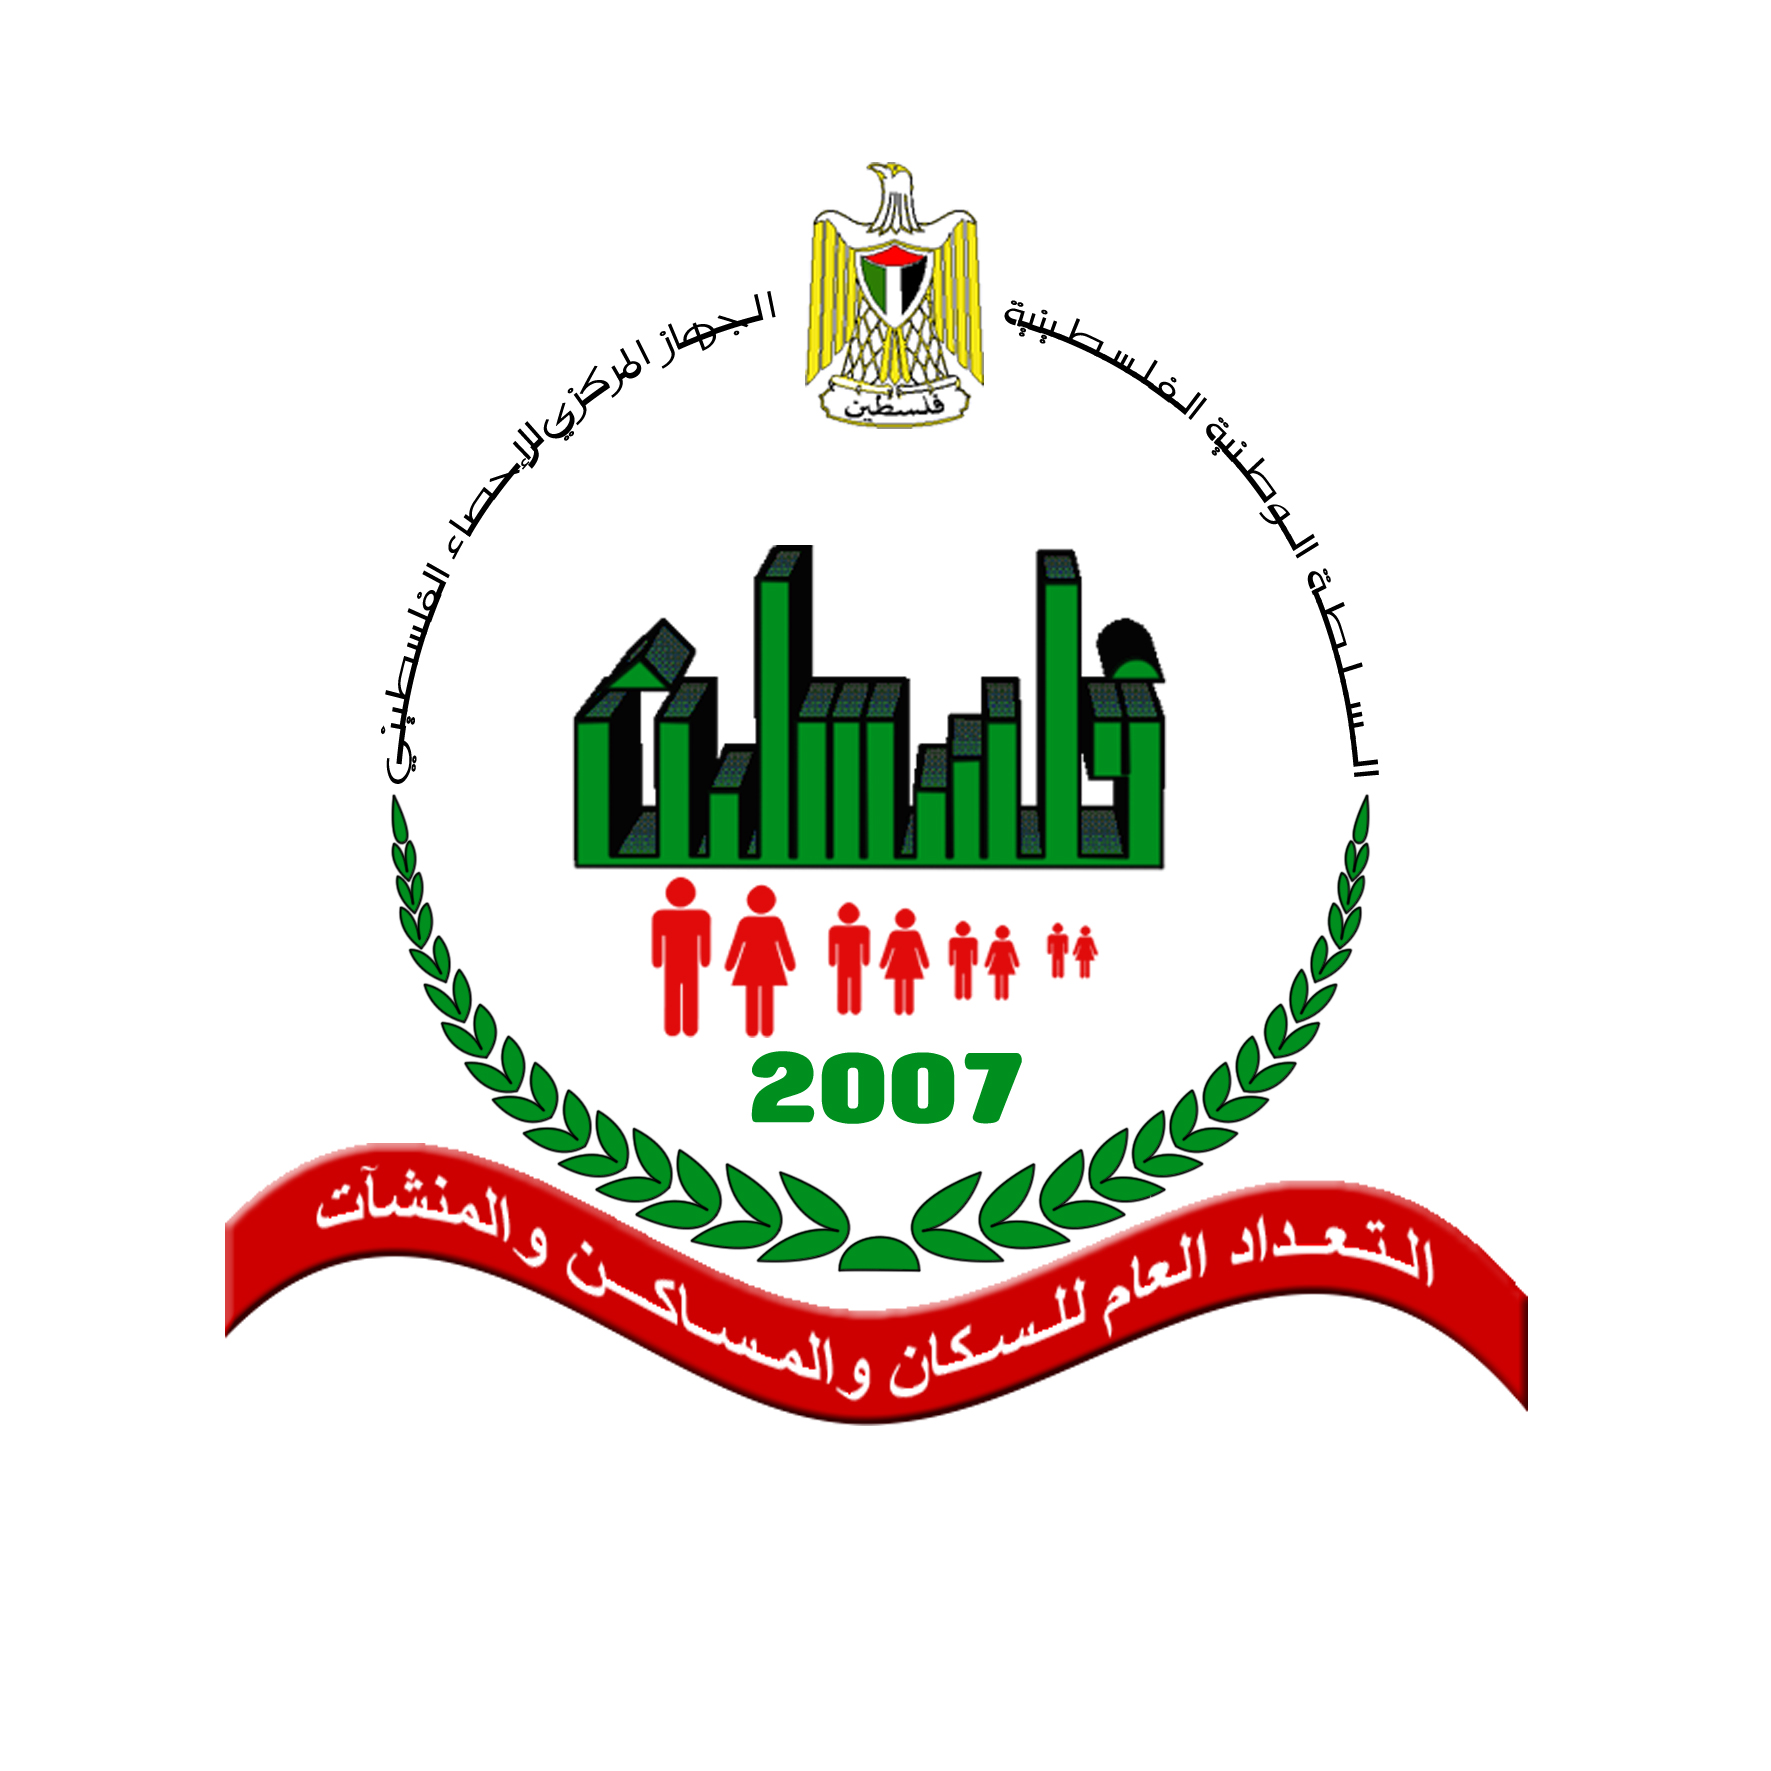 السلطة الوطنية الفلسطينية
الجهاز المركزي للإحصاء الفلسطيني
فلسطين
فلسطين
2007
التعداد العام للسكان والمساكن والمنشآت